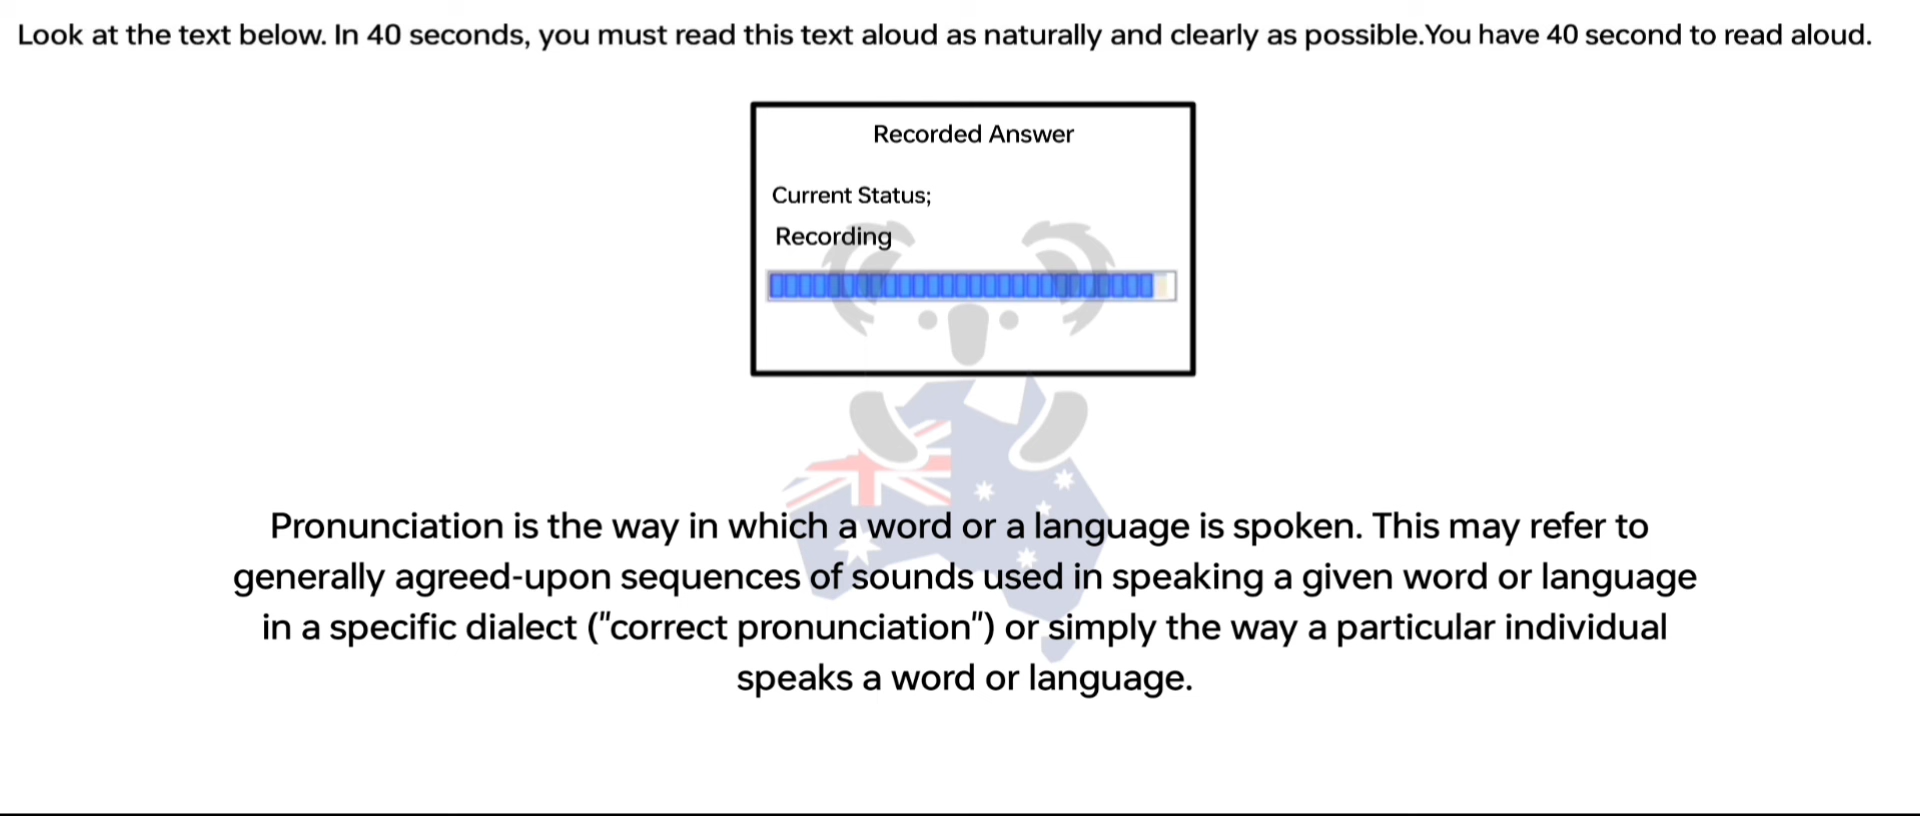 Look at the text below. In 40 seconds, you must read this text aloud as naturally and clearly as possible.You have 40 second to read aloud.
Recorded Answer
Current Status;
Recording
Pronunciation is the way in which a word or a language is spoken. This may refer to
generally agreed-upon sequences of sounds used in speaking a given word or language
in a specific dialect ("correct pronunciation") or simply the way a particular individual
speaks a word or language.